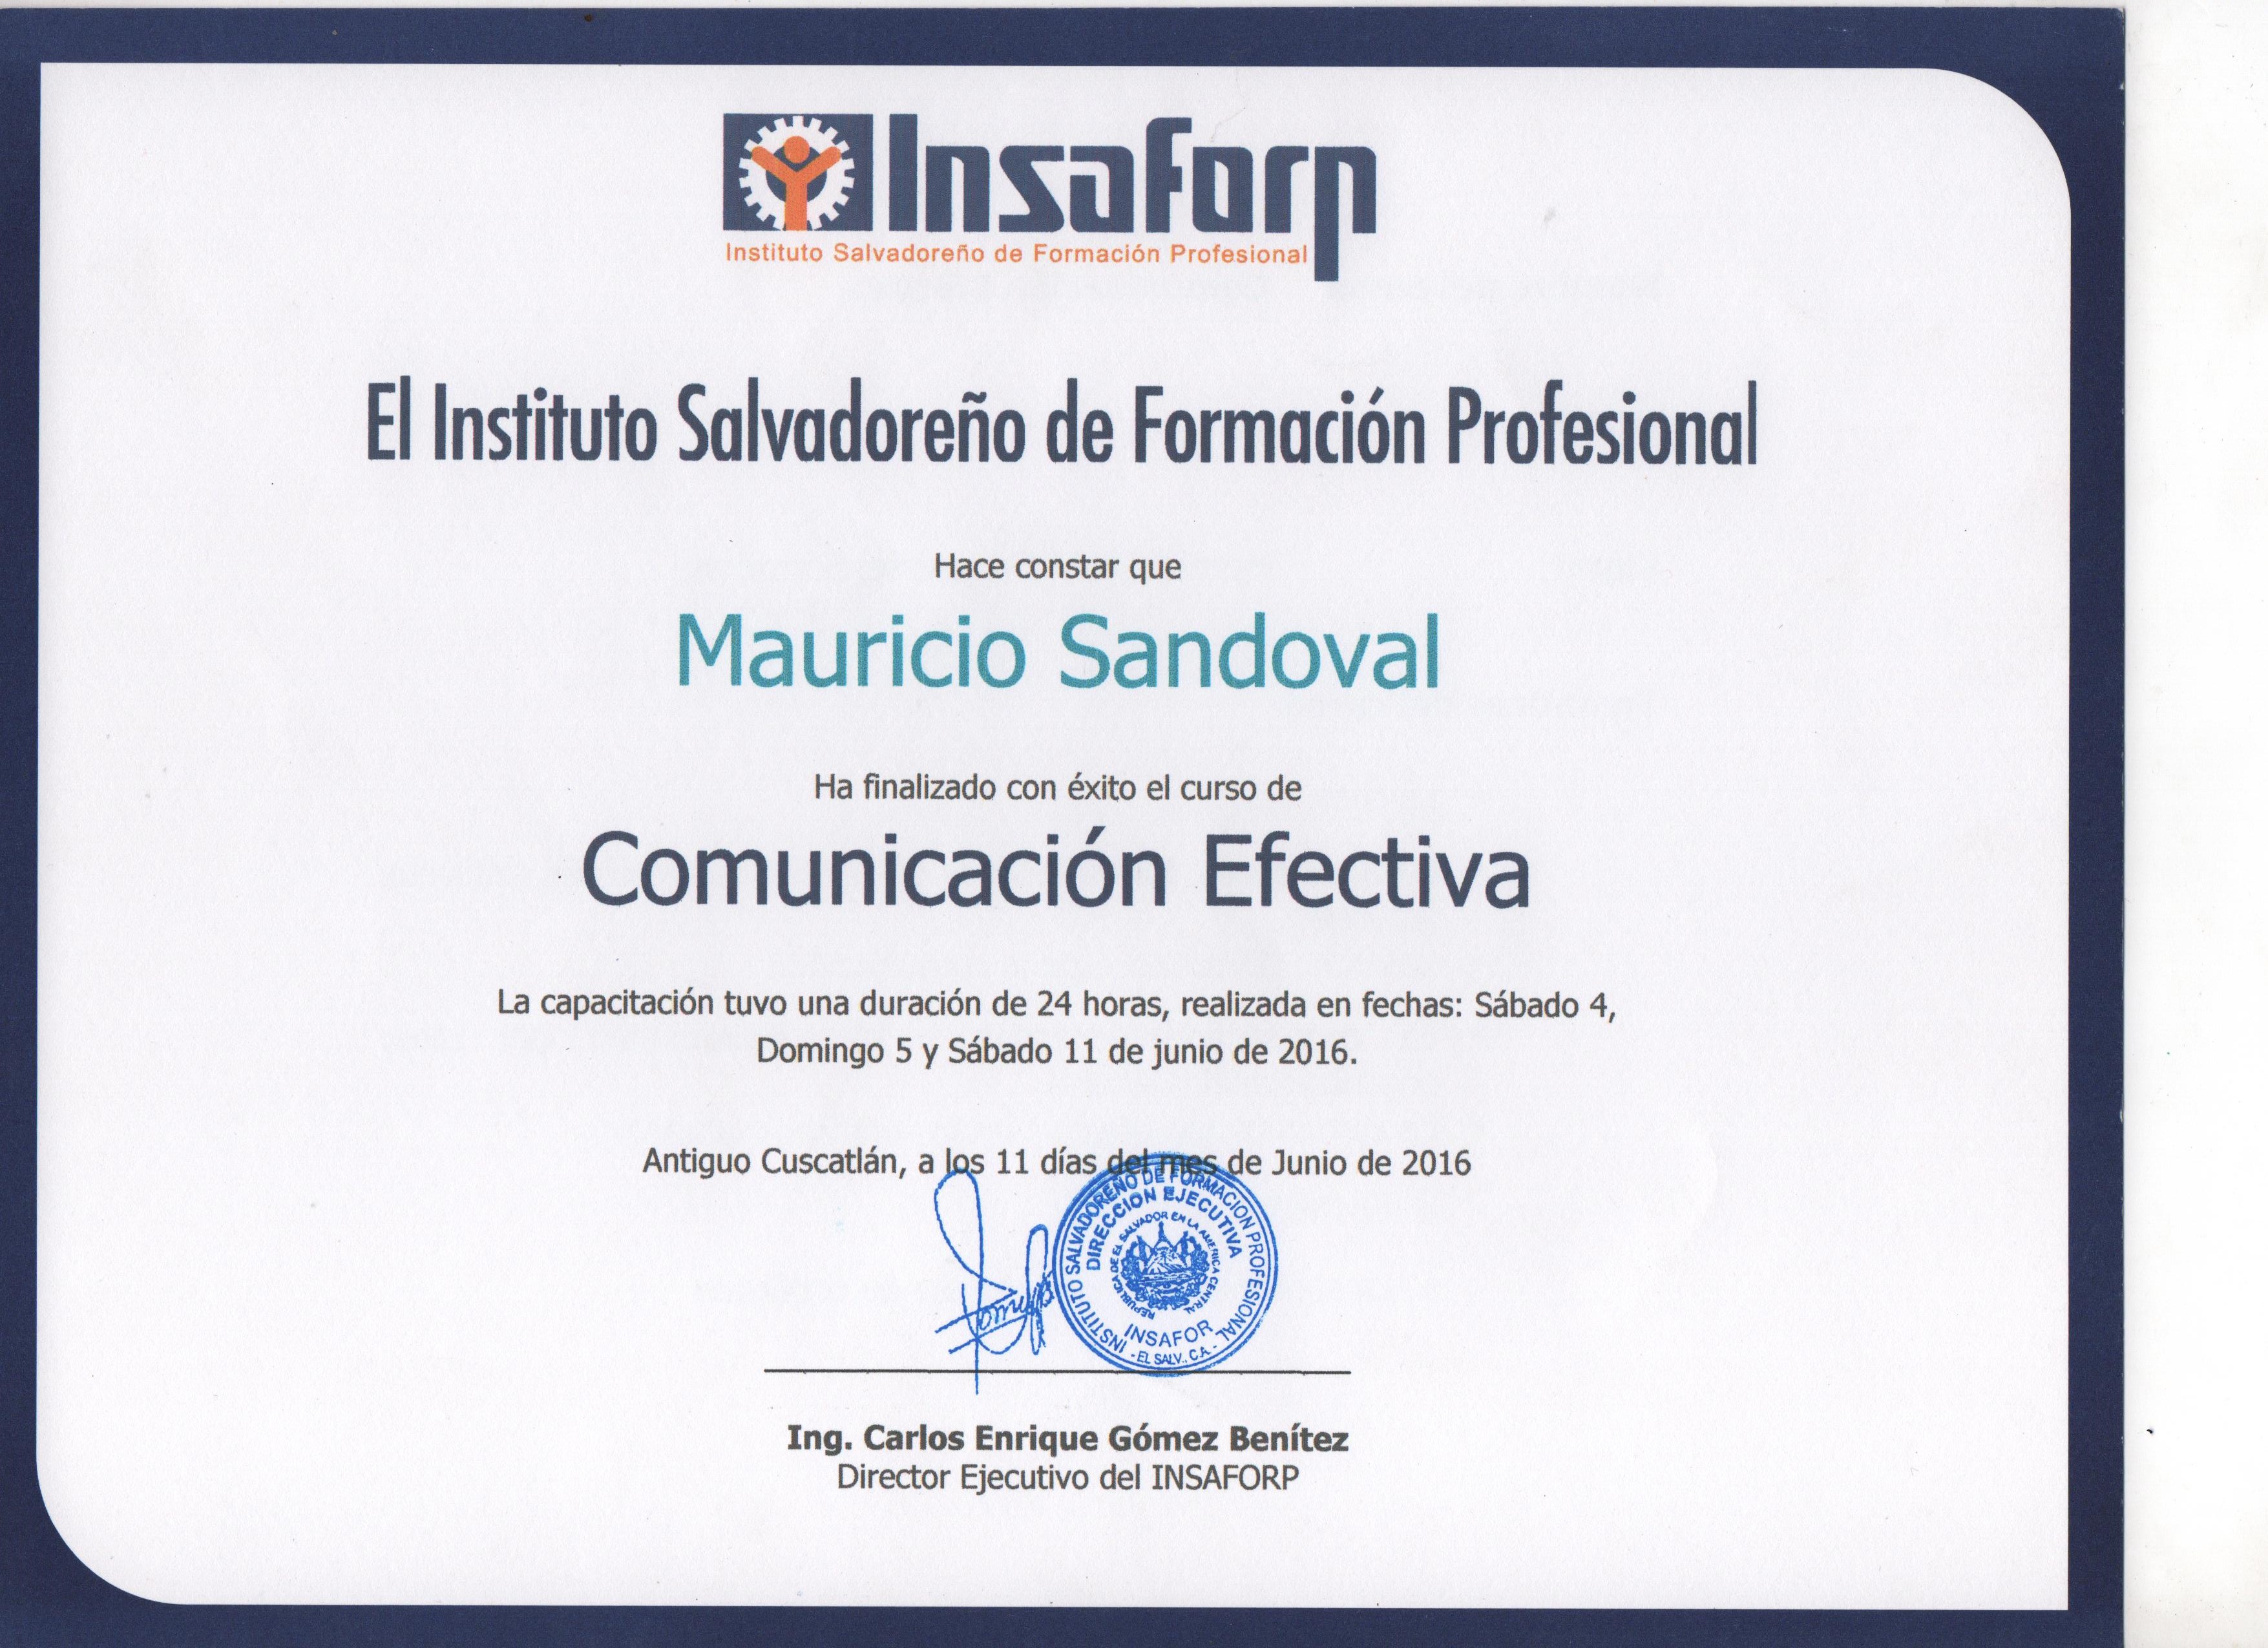 Insaforp
Instituto Salvadoreño de Formación Profesional
El Instituto Salvadoreño de Formación Profesional
Hace constar que
Mauricio Sandoval
Ha finalizado con éxito el curso de
Comunicación Efectiva
La capacitación tuvo una duración de 24 horas, realizada en fechas: Sábado 4,
Domingo 5 y Sábado 11 de junio de 2016.
Antiguo Cuscatlán, a los 11 días del mes de Junio de 2016
INSTITUTO SALVADOREÑO DE FORMACION PROFESIONAL
DIRECCION EJECUTIVA
REPUBLICA DE EL SALVADOR EN LA AMERICA CENTRAL
INSAFOR
- EL SALV., C.A. -
Ing. Carlos Enrique Gómez Benítez
Director Ejecutivo del INSAFORP